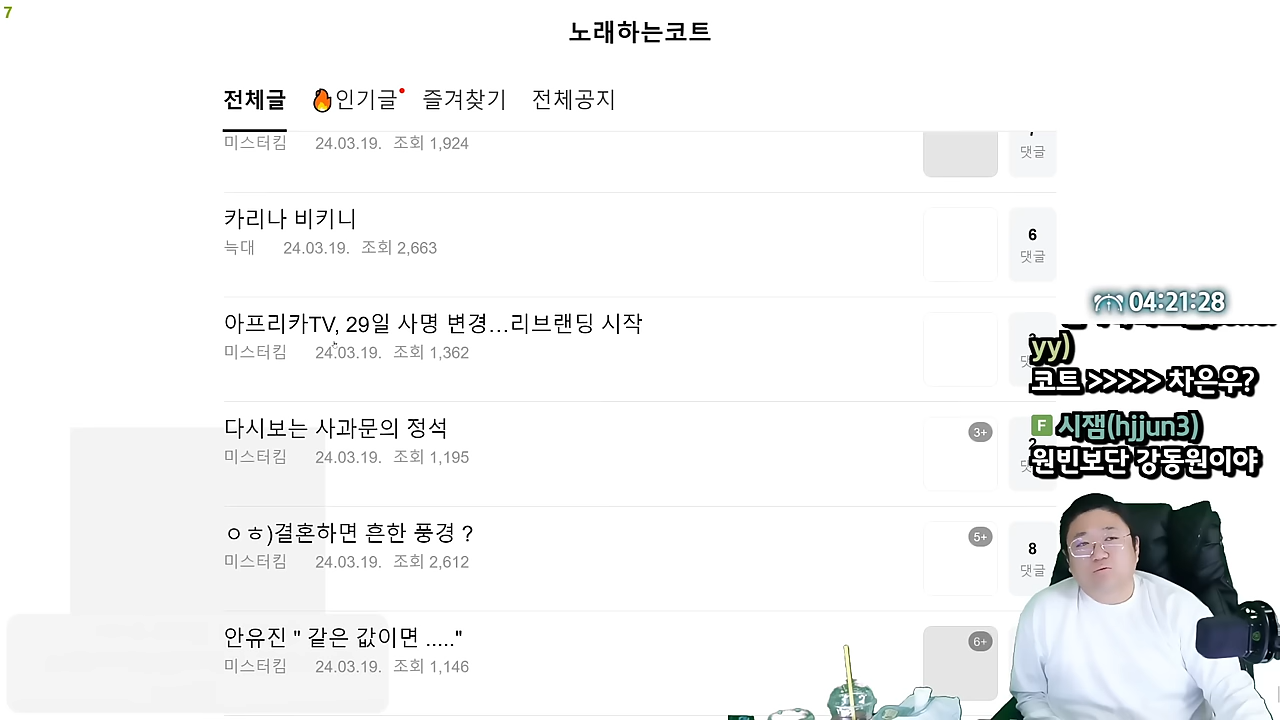 7
노래하는코트
전체글 인기글 즐겨찾기 전체공지
미스터킴 24.03.19. 조회 1,924
댓글
카리나 비키니
늑대 24.03.19. 조회 2,663
6
댓글
아프리카TV, 29일 사명 변경...리브랜딩 시작
미스터킴 24.03.19. 조회 1,362
다시보는 사과문의 정석
미스터킴 24.03.19. 조회 1,195
3+
2
ㅇㅎ)결혼하면 흔한 풍경 ?
미스터킴 24.03.19. 조회 2,612
5+
8
댓글
안유진 " 같은 값이면 ....."
미스터킴 24.03.19. 조회 1,146
6+
04:21:28
yy)
코트 >>>>> 차은우?
F 시잼(hjjun3)
원빈보단 강동원이야